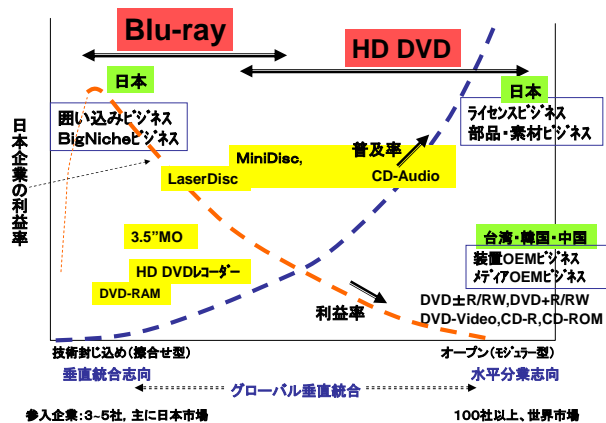 Blu-ray
HD DVD
日本
日本
囲い込みビジネス
BigNicheビジネス
ライセンスビジネス
部品・素材ビジネス
日本企業の利益率
MiniDisc,
普及率
LaserDisc
CD-Audio
3.5”MO
台湾・韓国・中国
装置OEMビジネス
メディアOEMビジネス
HD DVDレコーダー
DVD-RAM
利益率
DVD±R/RW,DVD+R/RW
DVD-Video,CD-R,CD-ROM
技術封じ込め(擦合せ型)
オープン(モジュラー型)
垂直統合志向
グローバル垂直統合
水平分業志向
参入企業:3~5社, 主に日本市場
100社以上、世界市場